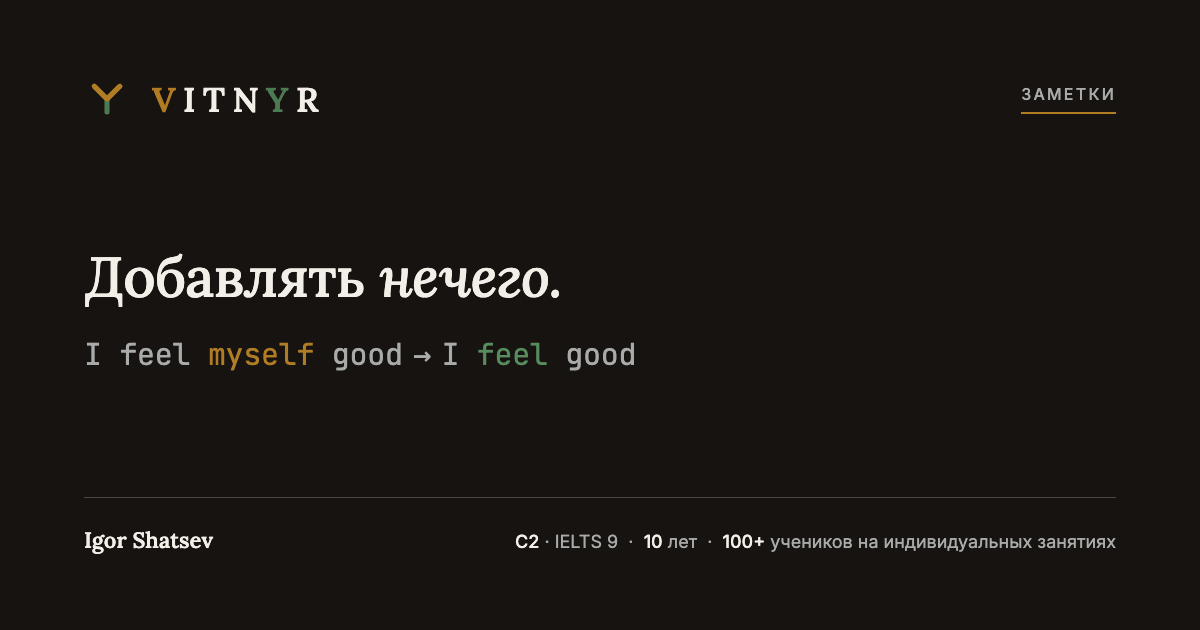 VITNYR
ЗАМЕТКИ
Добавлять нечего.
I feel myself good → I feel good
Igor Shatsev
C2 · IELTS 9 · 10 лет · 100+ учеников на индивидуальных занятиях